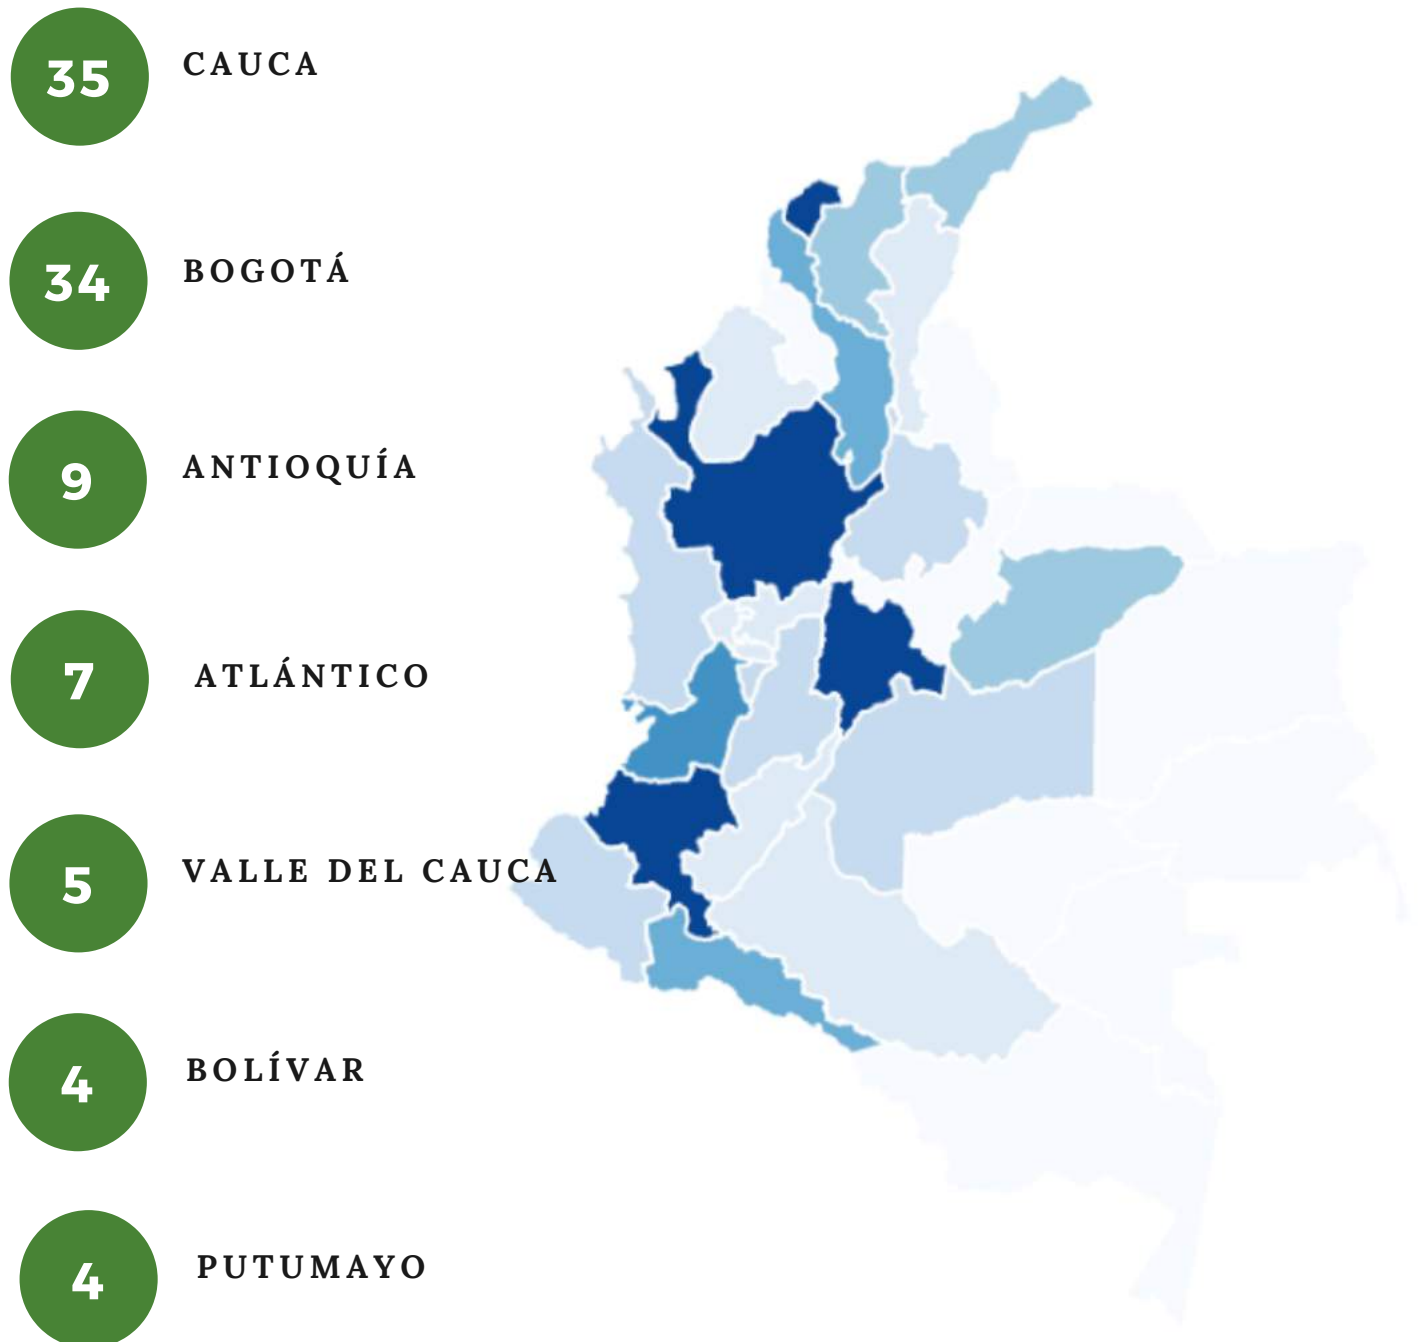 35 CAUCA
34 BOGOTÁ
9 ANTIOQUÍA
7 ATLÁNTICO
5 VALLE DEL CAUCA
4 BOLÍVAR
4 PUTUMAYO